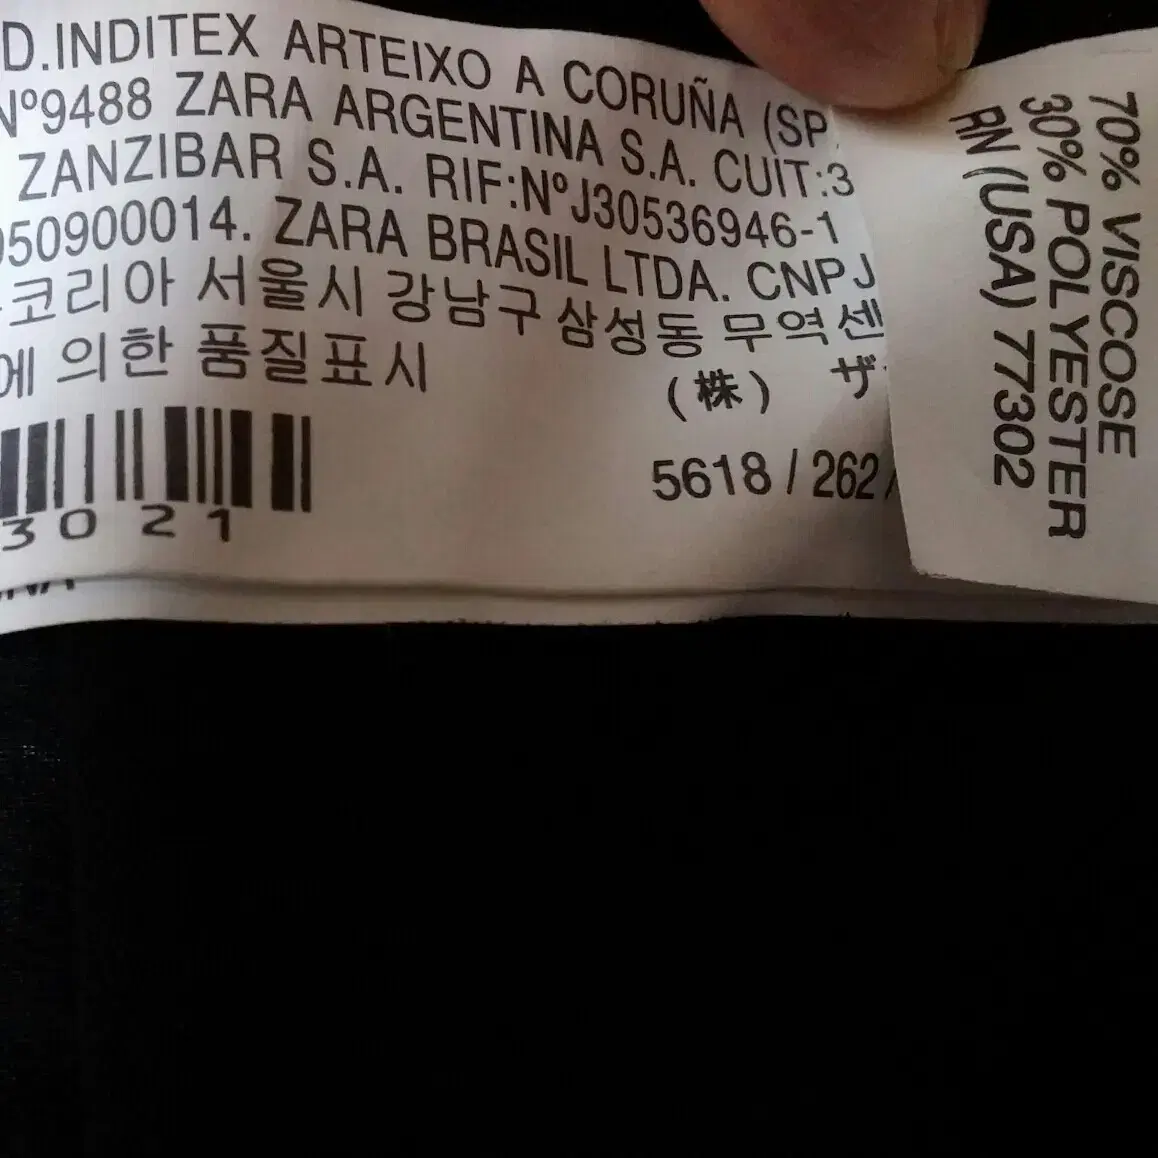 D.INDITEX ARTEIXO A CORUÑA (SP
Nº9488 ZARA ARGENTINA S.A. CUIT:3
ZANZIBAR S.A. RIF:NºJ30536946-1
050900014. ZARA BRASIL LTDA. CNPJ
코리아 서울시 강남구 삼성동 무역센
에 의한 품질표시
(株) ザ
5618 / 262
3021
70% VISCOSE
30% POLYESTER
RN (USA) 77302